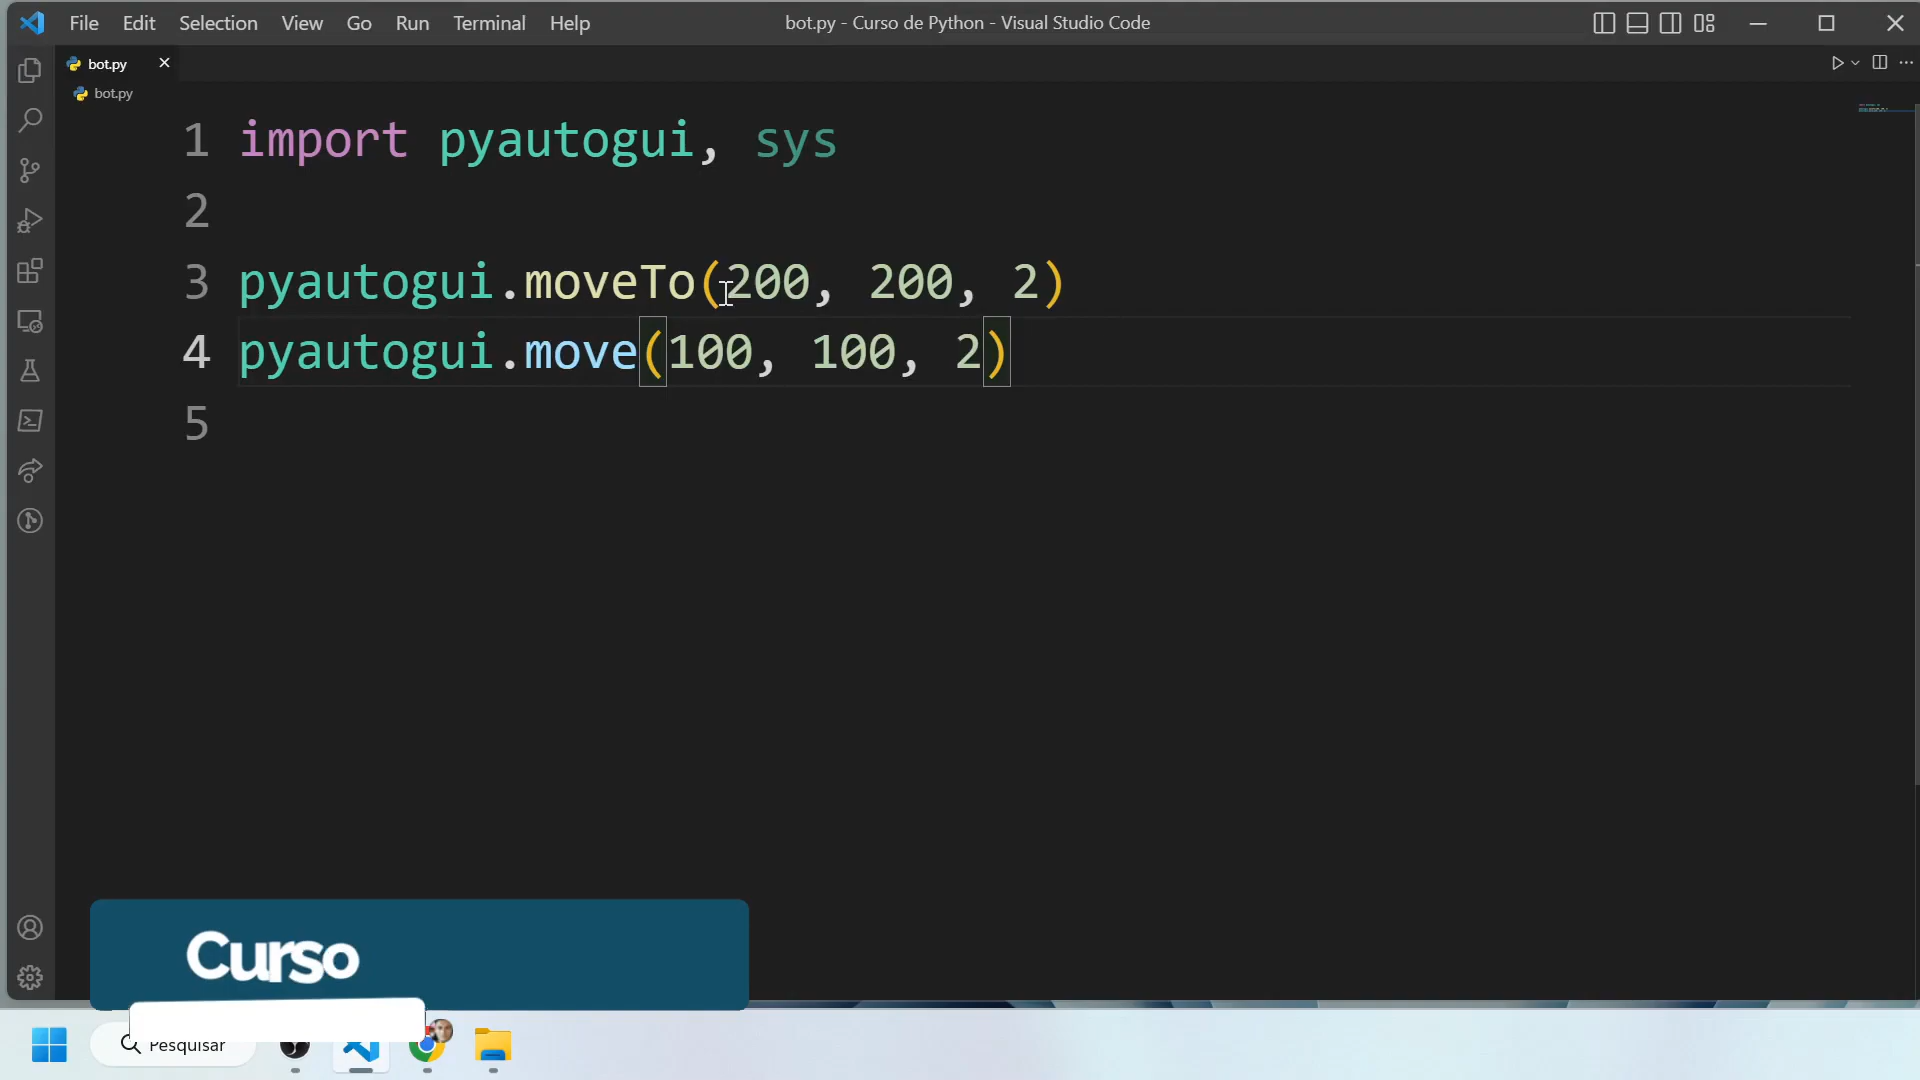 File Edit Selection View Go Run Terminal Help
bot.py - Curso de Python - Visual Studio Code
bot.py
bot.py
1 import pyautogui, sys
2
3 pyautogui.moveTo(200, 200, 2)
4 pyautogui.move(100, 100, 2)
5
Curso
Pesquisar